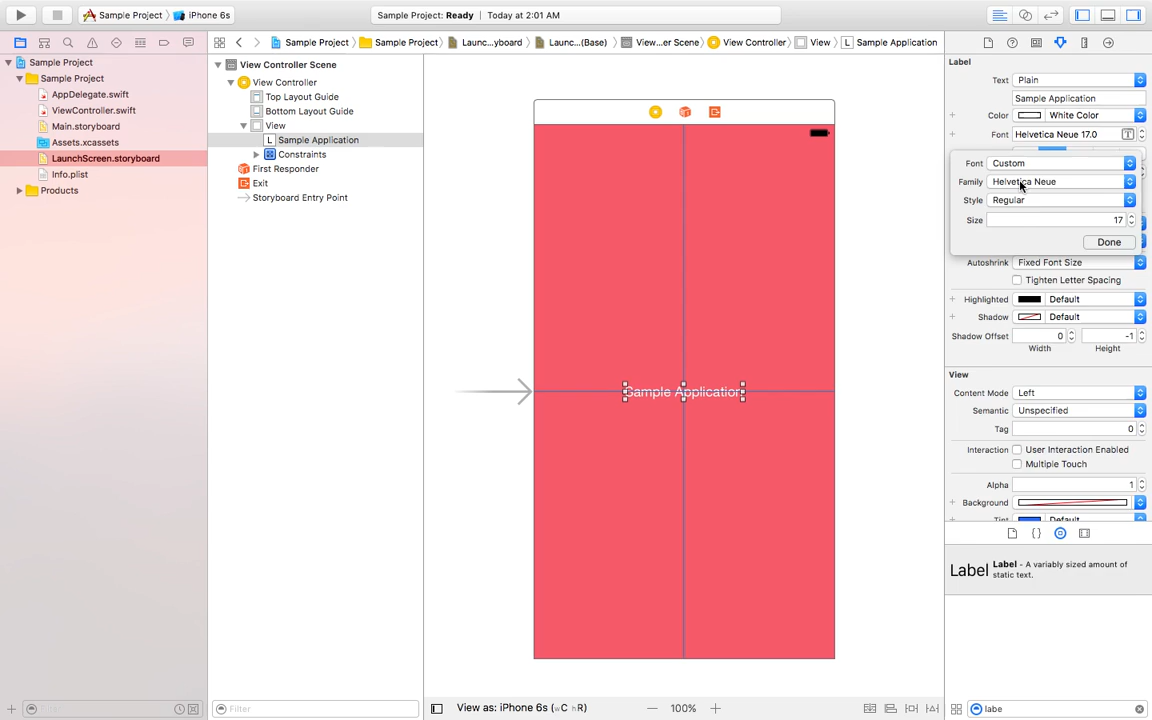 Sample Project
iPhone 6s
Sample Project: Ready
Today at 2:01 AM
Sample Project
Sample Project
Launc...yboard
Launc...(Base)
View...er Scene
View Controller
View
L
Sample Application
Sample Project
Sample Project
AppDelegate.swift
ViewController.swift
Main.storyboard
Assets.xcassets
LaunchScreen.storyboard
Info.plist
Products
View Controller Scene
View Controller
Top Layout Guide
Bottom Layout Guide
View
L Sample Application
Constraints
First Responder
Exit
Storyboard Entry Point
Sample Application
Label
Text Plain
Sample Application
Color White Color
Font Helvetica Neue 17.0
Font Custom
Family Helvetica Neue
Style Regular
Size 17
Done
Autoshrink Fixed Font Size
Tighten Letter Spacing
Highlighted Default
Shadow Default
Shadow Offset 0 -1
Width Height
View
Content Mode Left
Semantic Unspecified
Tag 0
Interaction User Interaction Enabled
Multiple Touch
Alpha 1
Background
Tint Default
Label
Label - A variably sized amount of
static text.
Filter
Filter
View as: iPhone 6s (wC hR)
100%
labe